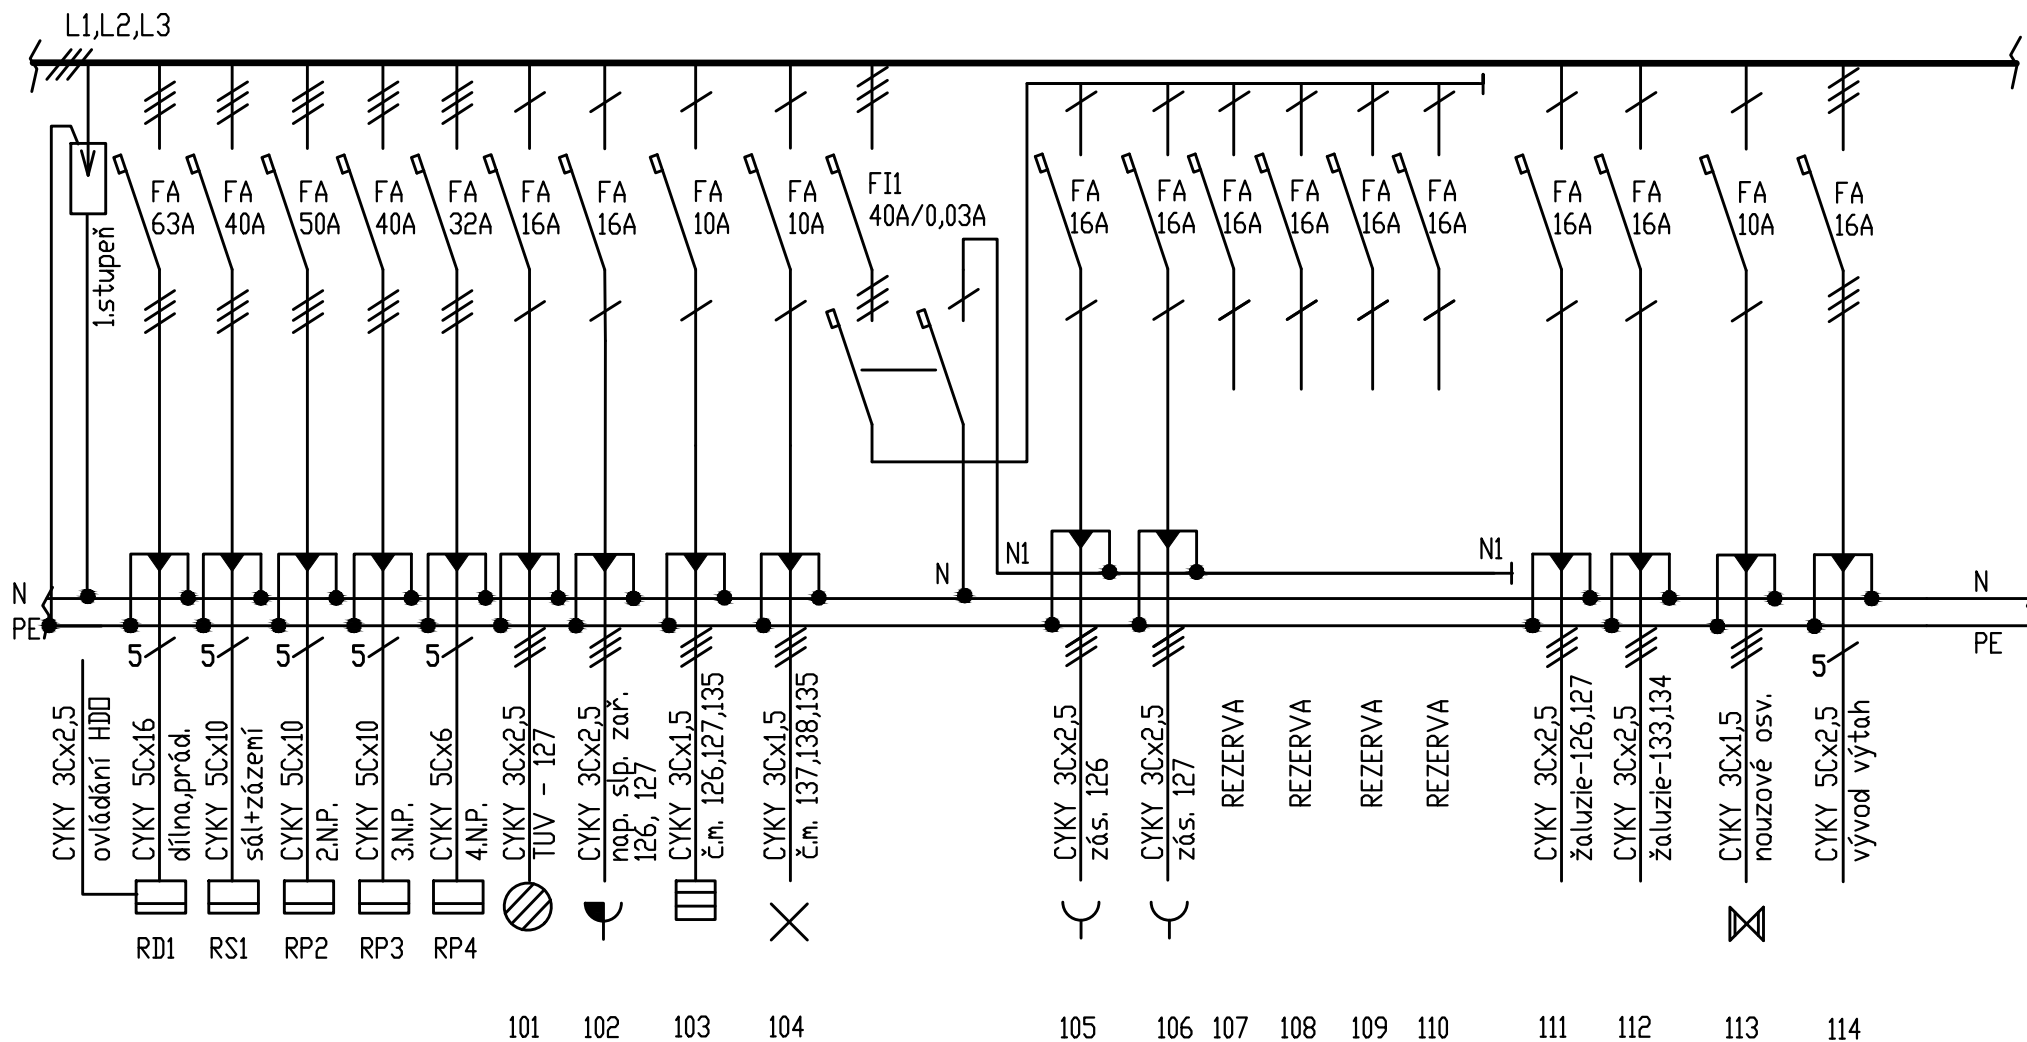 L1,L2,L3
FA
63A
FA
40A
FA
50A
FA
40A
FA
32A
FA
16A
FA
16A
FA
10A
FA
10A
FI1
40A/0,03A
FA
16A
FA
16A
FA
16A
FA
16A
FA
16A
FA
16A
FA
16A
FA
16A
FA
10A
FA
16A
1.stupeň
N1
N1
N
N
PE
N
PE
5
5
5
5
5
5
CYKY 3Cx2,5
ovládání HDO
CYKY 5Cx16
dílna,prád.
CYKY 5Cx10
sál+zázemí
CYKY 5Cx10
2.N.P.
CYKY 5Cx10
3.N.P.
CYKY 5Cx6
4.N.P.
CYKY 3Cx2,5
TUV - 127
CYKY 3Cx2,5
nap. slp. zař.
126, 127
CYKY 3Cx1,5
č.m. 126,127,135
CYKY 3Cx1,5
č.m. 137,138,135
CYKY 3Cx2,5
zás. 126
CYKY 3Cx2,5
zás. 127
REZERVA
REZERVA
REZERVA
REZERVA
CYKY 3Cx2,5
žaluzie-126,127
CYKY 3Cx2,5
žaluzie-133,134
CYKY 3Cx1,5
nouzové osv.
CYKY 5Cx2,5
vývod výtah
RD1
RS1
RP2
RP3
RP4
101
102
103
104
105
106
107
108
109
110
111
112
113
114